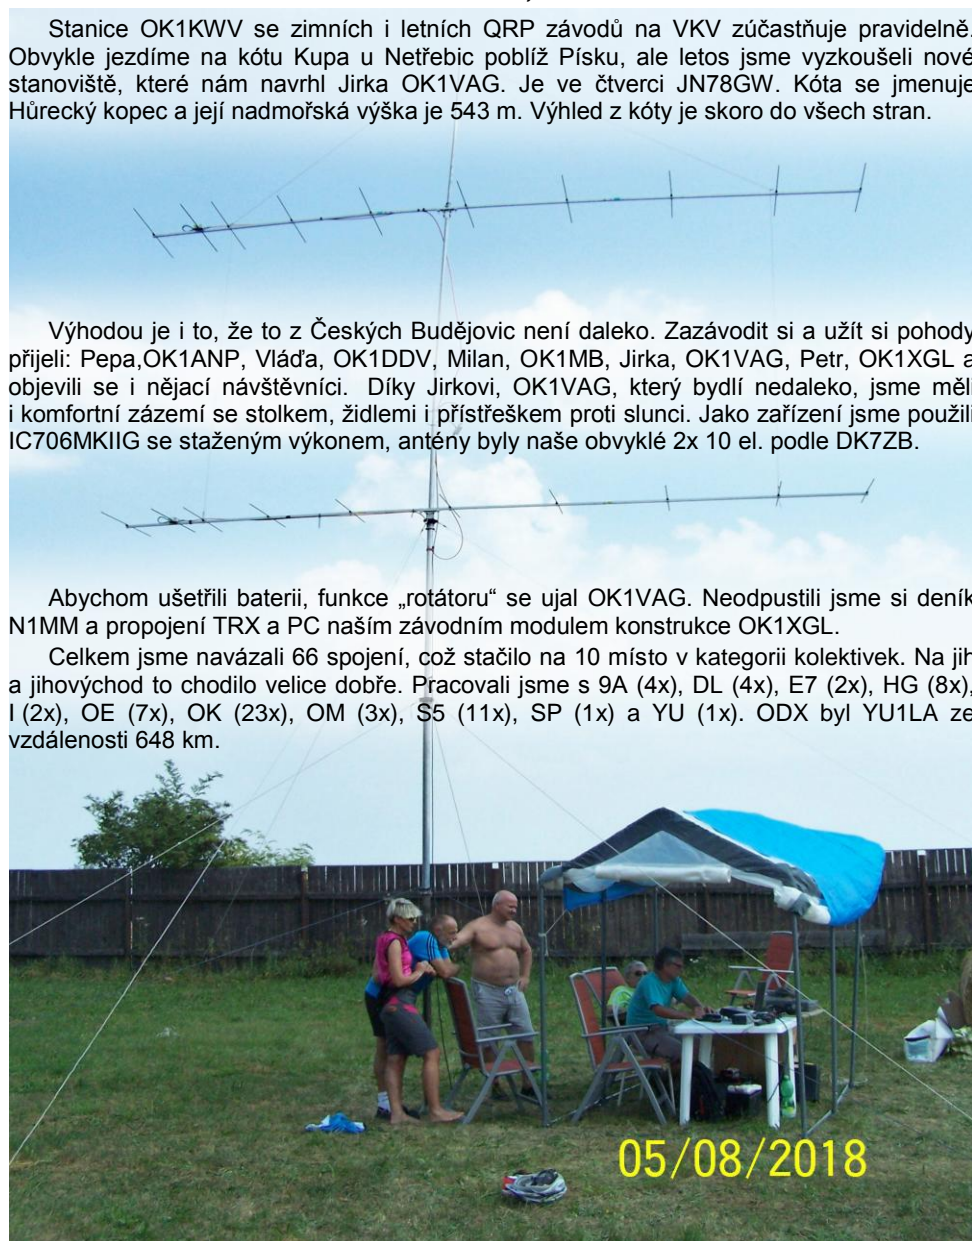 Stanice OK1KWV se zimních i letních QRP závodů na VKV zúčastňuje pravidelně.
Obvykle jezdíme na kótu Kupa u Netřebic poblíž Písku, ale letos jsme vyzkoušeli nové
stanoviště, které nám navrhl Jirka OK1VAG. Je ve čtverci JN78GW. Kóta se jmenuje
Hůrecký kopec a její nadmořská výška je 543 m. Výhled z kóty je skoro do všech stran.
Výhodou je i to, že to z Českých Budějovic není daleko. Zazávodit si a užít si pohody
přijeli: Pepa,OK1ANP, Vláďa, OK1DDV, Milan, OK1MB, Jirka, OK1VAG, Petr, OK1XGL a
objevili se i nějací návštěvníci. Díky Jirkovi, OK1VAG, který bydlí nedaleko, jsme měli
i komfortní zázemí se stolkem, židlemi i přístřeškem proti slunci. Jako zařízení jsme použili
IC706MKIIG se staženým výkonem, antény byly naše obvyklé 2x 10 el. podle DK7ZB.
Abychom ušetřili baterii, funkce „rotátoru“ se ujal OK1VAG. Neodpustili jsme si deník
N1MM a propojení TRX a PC naším závodním modulem konstrukce OK1XGL.
Celkem jsme navázali 66 spojení, což stačilo na 10 místo v kategorii kolektivek. Na jih
a jihovýchod to chodilo velice dobře. Pracovali jsme s 9A (4x), DL (4x), E7 (2x), HG (8x),
I (2x), OE (7x), OK (23x), OM (3x), S5 (11x), SP (1x) a YU (1x). ODX byl YU1LA ze
vzdálenosti 648 km.
05/08/2018